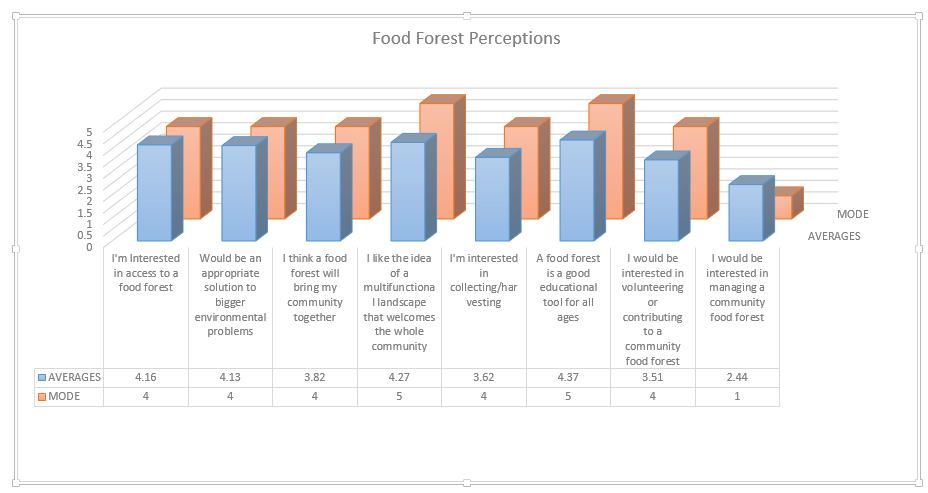 Food Forest Perceptions
5
4.5
4
3.5
3
2.5
2
1.5
1
0.5
0
MODE
AVERAGES
I'm Interested
in access to a
food forest
Would be an
appropriate
solution to
bigger
environmental
problems
I think a food
forest will
bring my
community
together
I like the idea
of a
multifunctiona
l landscape
that welcomes
the whole
community
I'm interested
in
collecting/har
vesting
A food forest
is a good
educational
tool for all
ages
I would be
interested in
volunteering
or
contributing
to a
community
food forest
I would be
interested in
managing a
community
food forest
AVERAGES 4.16 4.13 3.82 4.27 3.62 4.37 3.51 2.44
MODE 4 4 4 5 4 5 4 1